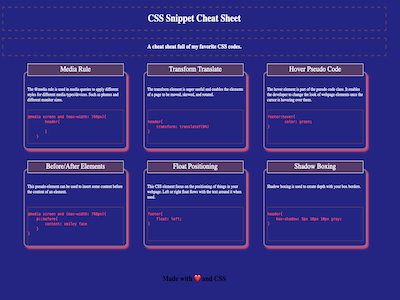 CSS Snippet Cheat Sheet
A cheat sheet full of my favorite CSS codes.
Media Rule
The @media rule is used in media queries to apply different
styles for different media types/devices. Such as phones and
different monitor sizes.
@media screen and (max-width: 768px){
header{
}
}
Transform Translate
The transform element is super useful and enables the elements
of a page to be moved, slewed, and rotated.
header{
transform: translateY(0%)
}
Hover Pseudo Code
The hover element is part of the pseudo code class. It enables
the developer to change the look of webpage elements once the
cursor is hovering over them.
footer:hover{
color: green;
}
Before/After Elements
This pseudo-element can be used to insert some content before
the content of an element.
@media screen and (max-width: 768px){
p::before{
content: smiley face
}
}
Float Positioning
This CSS element focus on the positioning of things in your
webpage. Left or right float flows with the text around it when
used.
footer{
float: left;
}
Shadow Boxing
Shadow boxing is used to create depth with your box borders.
header{
box-shadow: 5px 10px 10px gray;
}
Made with ❤️ and CSS